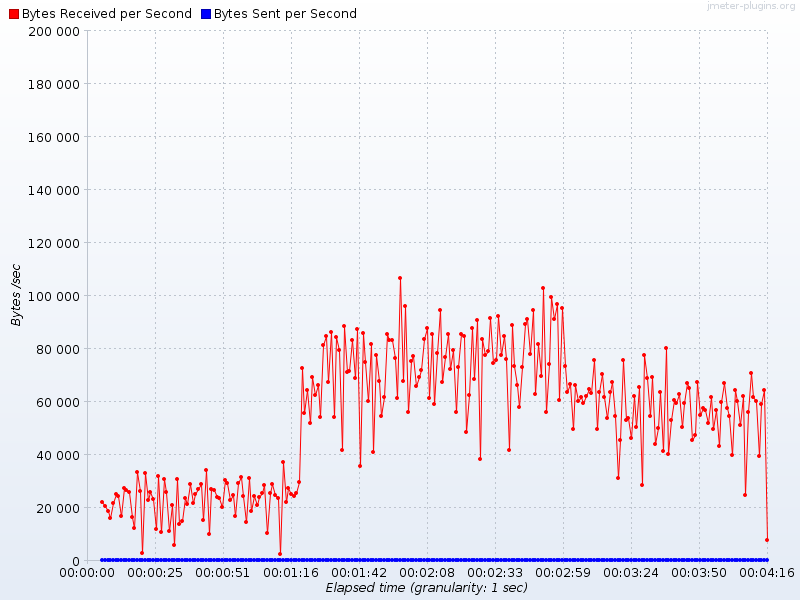 jmeter-plugins.org
Bytes Received per Second Bytes Sent per Second
200 000
180 000
160 000
140 000
120 000
100 000
80 000
60 000
40 000
20 000
0
Bytes /sec
00:00:00 00:00:25 00:00:51 00:01:16 00:01:42 00:02:08 00:02:33 00:02:59 00:03:24 00:03:50 00:04:16
Elapsed time (granularity: 1 sec)